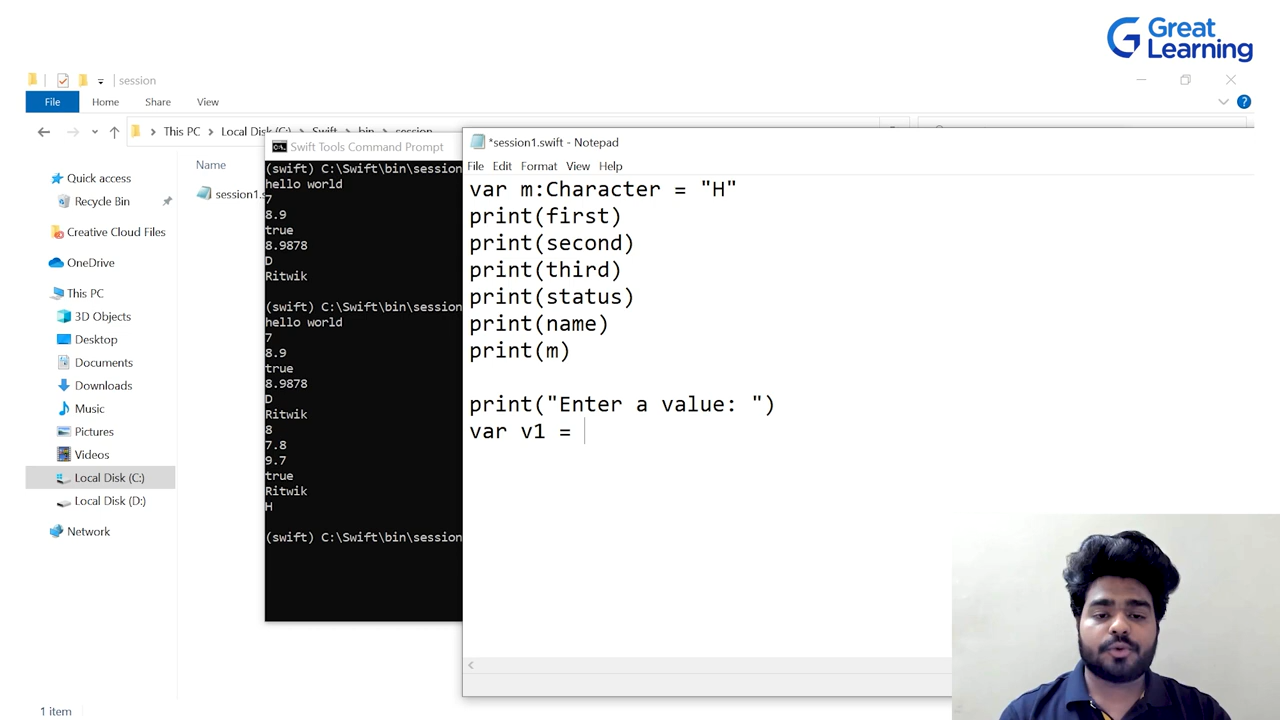 Great
Learning
session
File Home Share View
This PC Local Disk (C:) Swift bin session
Quick access
Recycle Bin
Creative Cloud Files
OneDrive
This PC
3D Objects
Desktop
Documents
Downloads
Music
Pictures
Videos
Local Disk (C:)
Local Disk (D:)
Network
1 item
Name
session1.s
Swift Tools Command Prompt
(swift) C:\Swift\bin\session
hello world
7
8.9
true
8.9878
D
Ritwik
(swift) C:\Swift\bin\session
hello world
7
8.9
true
8.9878
D
Ritwik
8
7.8
9.7
true
Ritwik
H
(swift) C:\Swift\bin\session
*session1.swift - Notepad
File Edit Format View Help
var m:Character = "H"
print(first)
print(second)
print(third)
print(status)
print(name)
print(m)
print("Enter a value: ")
var v1 =